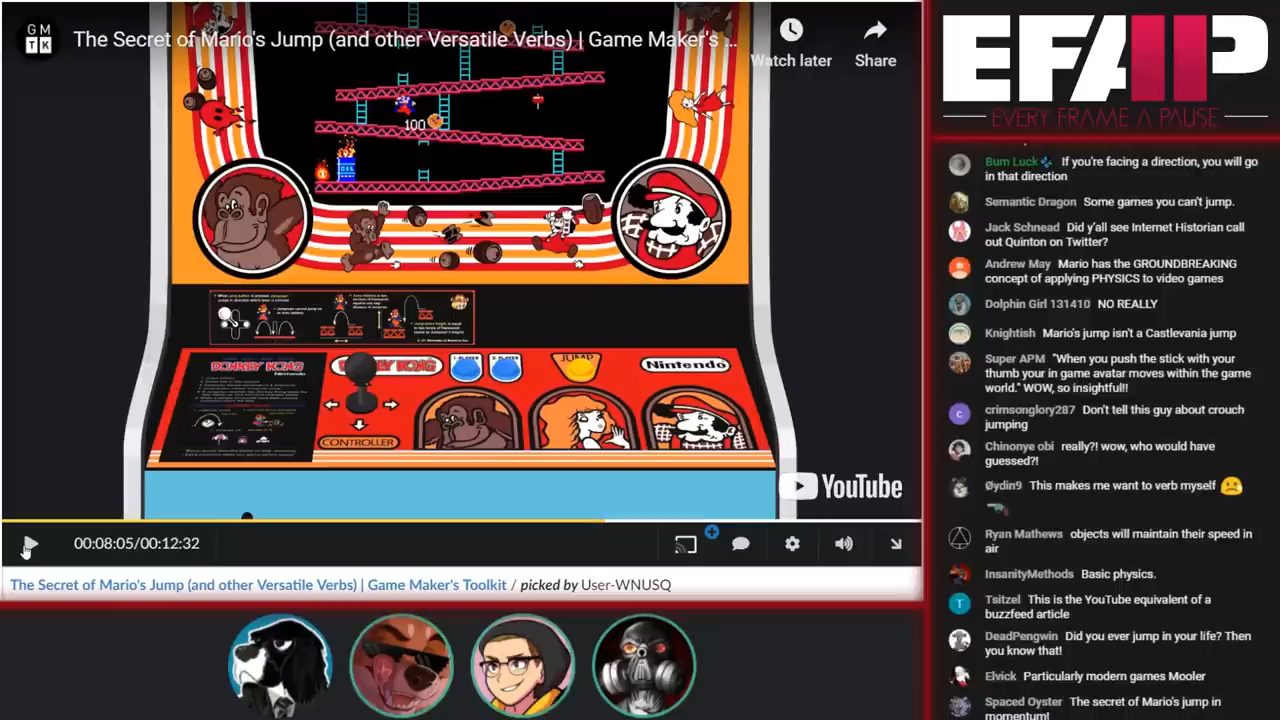 GM
TK
The Secret of Mario's Jump (and other Versatile Verbs) | Game Maker's ...
Watch later
Share
100
OIL
DONKEY KONG
Nintendo
JUMP
Nintendo
CONTROLLER
YouTube
00:08:05/00:12:32
The Secret of Mario's Jump (and other Versatile Verbs) | Game Maker's Toolkit / picked by User-WNUSQ
EFAP
EVERY FRAME A PAUSE
Bum Luck If you're facing a direction, you will go
in that direction
Semantic Dragon Some games you can't jump.
Jack Schnead Did y'all see Internet Historian call
out Quinton on Twitter?
Andrew May Mario has the GROUNDBREAKING
concept of applying PHYSICS to video games
Dolphin Girl 131410 NO REALLY
Knightish Mario's jump isn't castlevania jump
Super APM "When you push the stick with your
thumb your in game avatar moves within the game
world." WOW, so insightful!
crimsonglory287 Don't tell this guy about crouch
jumping
Chinonye obi really? wow, who would have
guessed?!
Øydin9 This makes me want to verb myself
Ryan Mathews objects will maintain their speed in
air
InsanityMethods Basic physics.
Tsitzel This is the YouTube equivalent of a
buzzfeed article
DeadPengwin Did you ever jump in your life? Then
you know that!
Elvick Particularly modern games Mooler
Spaced Oyster The secret of Mario's jump in
momentum!